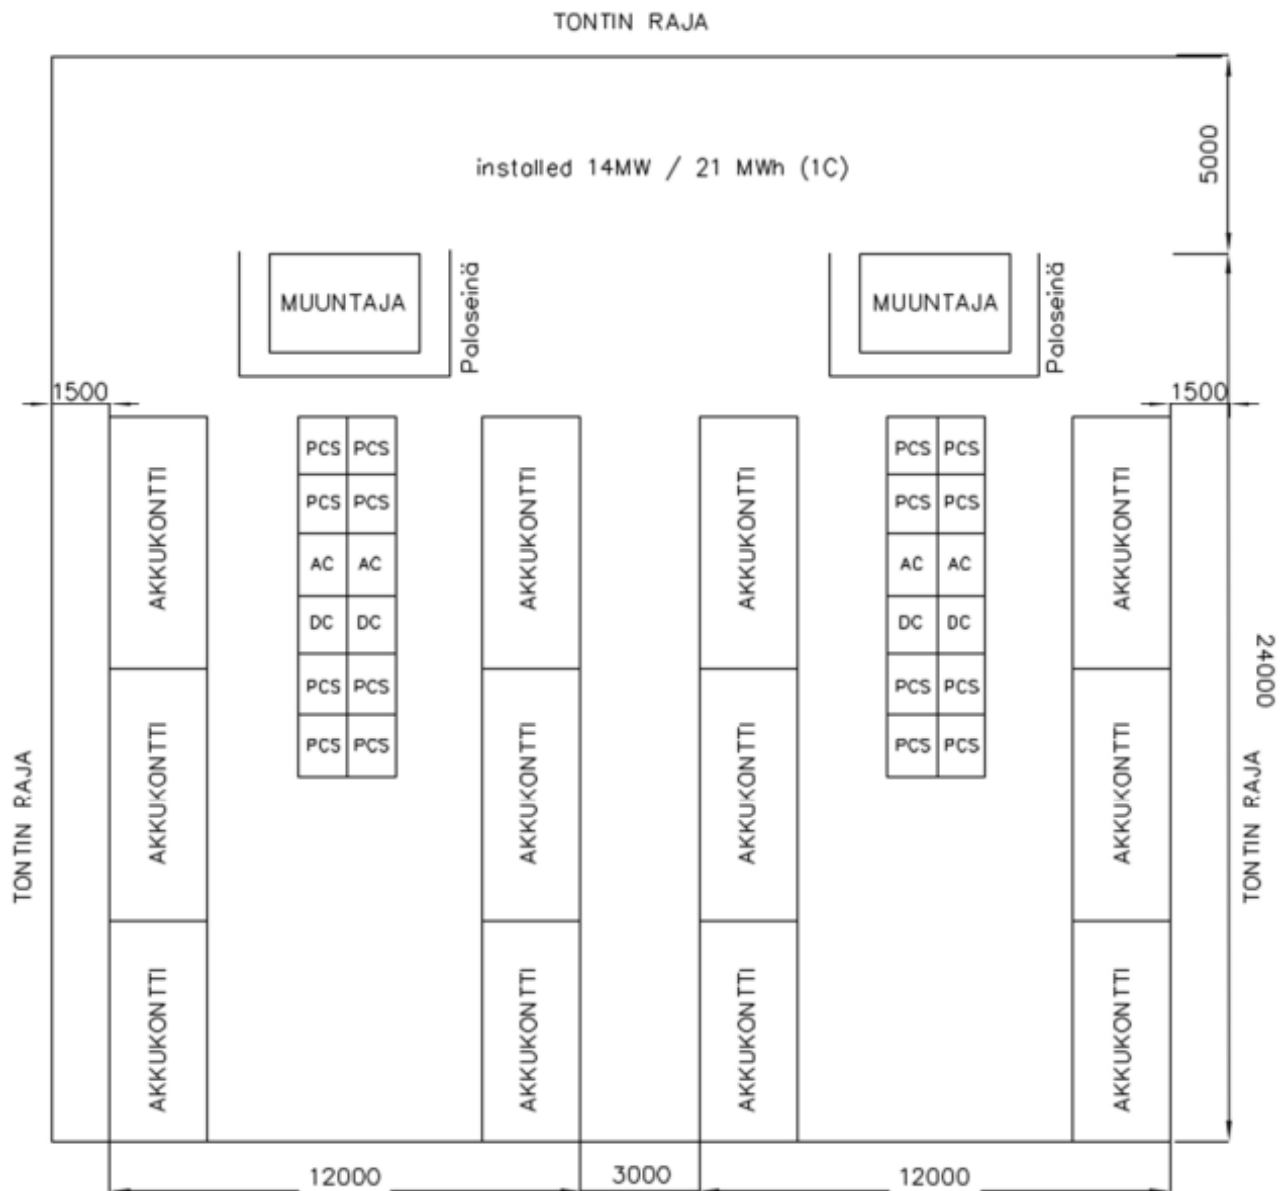 TONTIN RAJA
5000
installed 14MW / 21 MWh (1C)
MUUNTAJA
Paloseinä
MUUNTAJA
Paloseinä
1500
1500
AKKUKONTTI
PCS PCS
PCS PCS
AC AC
DC DC
PCS PCS
PCS PCS
AKKUKONTTI
AKKUKONTTI
PCS PCS
PCS PCS
AC AC
DC DC
PCS PCS
PCS PCS
AKKUKONTTI
24000
TONTIN RAJA
AKKUKONTTI
AKKUKONTTI
AKKUKONTTI
AKKUKONTTI
TONTIN RAJA
AKKUKONTTI
AKKUKONTTI
AKKUKONTTI
AKKUKONTTI
12000
3000
12000